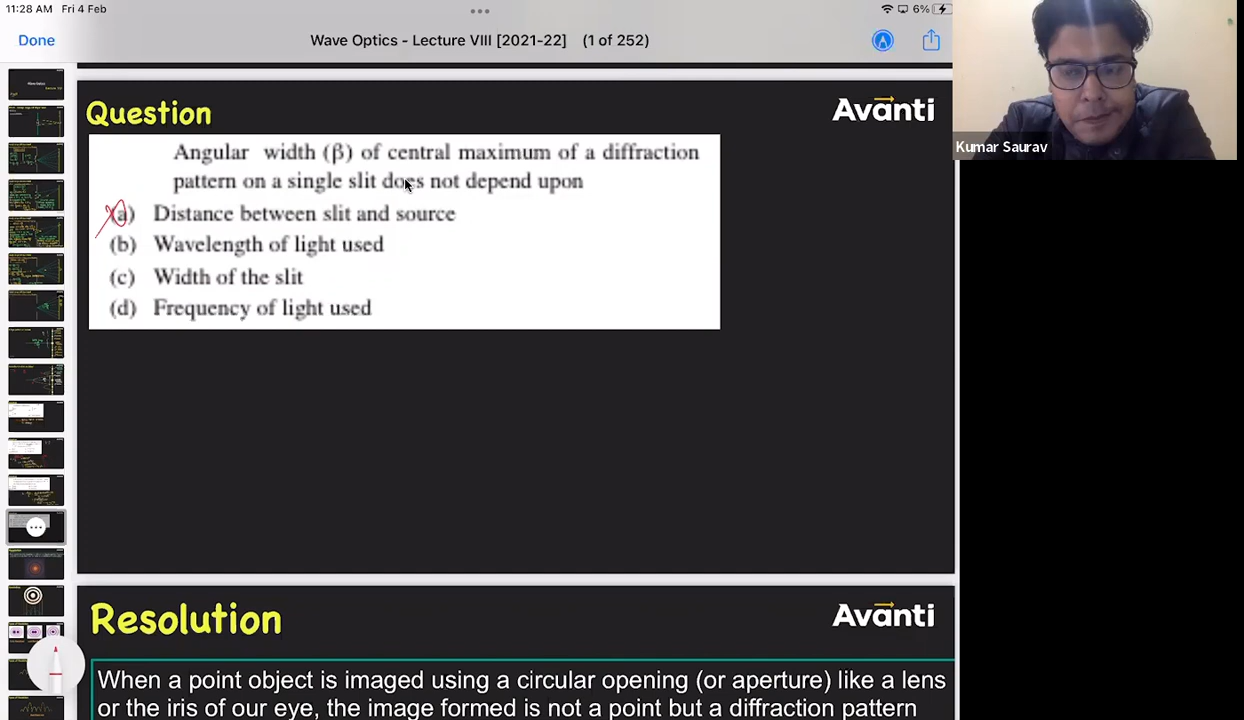 11:28 AM Fri 4 Feb
6%
Done
Wave Optics - Lecture VIII [2021-22] (1 of 252)
Question
Avanti
Angular width (β) of central maximum of a diffraction
pattern on a single slit does not depend upon
(a) Distance between slit and source
(b) Wavelength of light used
(c) Width of the slit
(d) Frequency of light used
Kumar Saurav
Resolution
Avanti
When a point object is imaged using a circular opening (or aperture) like a lens
or the iris of our eye, the image formed is not a point but a diffraction pattern